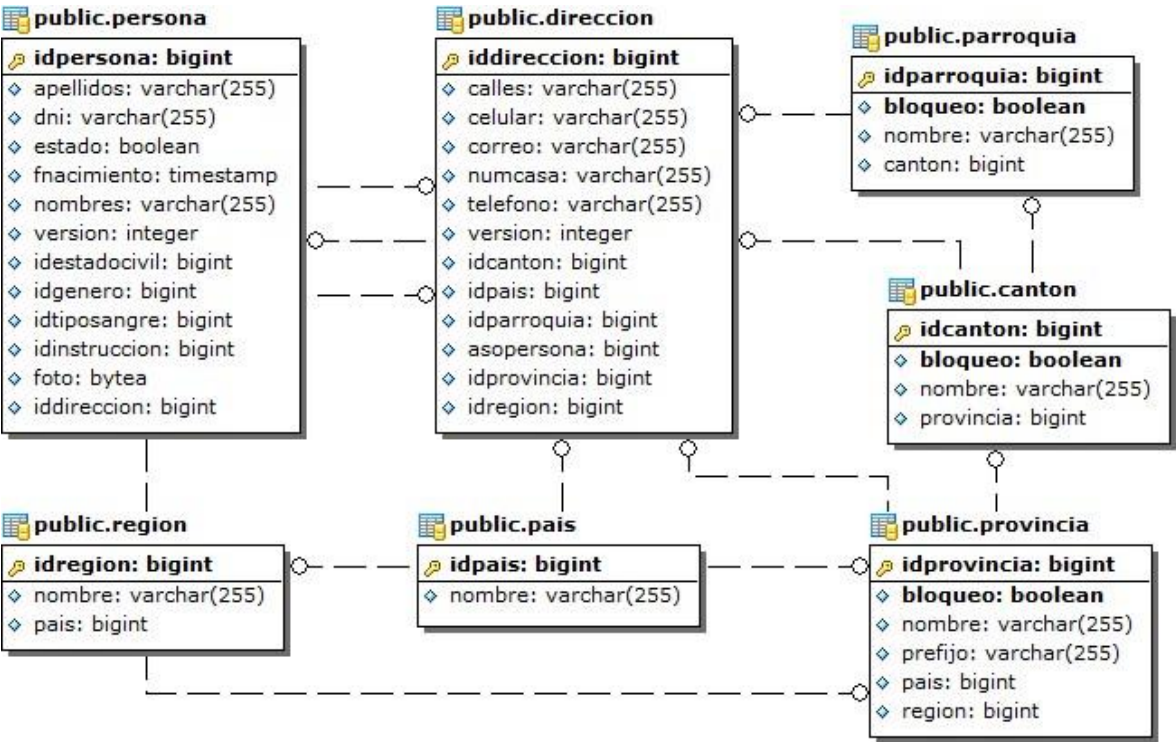 public.persona
idpersona: bigint
apellidos: varchar(255)
dni: varchar(255)
estado: boolean
fnacimiento: timestamp
nombres: varchar(255)
version: integer
idestadocivil: bigint
idgenero: bigint
idtiposangre: bigint
idinstruccion: bigint
foto: bytea
iddireccion: bigint
public.direccion
iddireccion: bigint
calles: varchar(255)
celular: varchar(255)
correo: varchar(255)
numcasa: varchar(255)
telefono: varchar(255)
version: integer
idcanton: bigint
idpais: bigint
idparroquia: bigint
asopersona: bigint
idprovincia: bigint
idregion: bigint
public.parroquia
idparroquia: bigint
bloqueo: boolean
nombre: varchar(255)
canton: bigint
public.canton
idcanton: bigint
bloqueo: boolean
nombre: varchar(255)
provincia: bigint
public.region
idregion: bigint
nombre: varchar(255)
pais: bigint
public.pais
idpais: bigint
nombre: varchar(255)
public.provincia
idprovincia: bigint
bloqueo: boolean
nombre: varchar(255)
prefijo: varchar(255)
pais: bigint
region: bigint